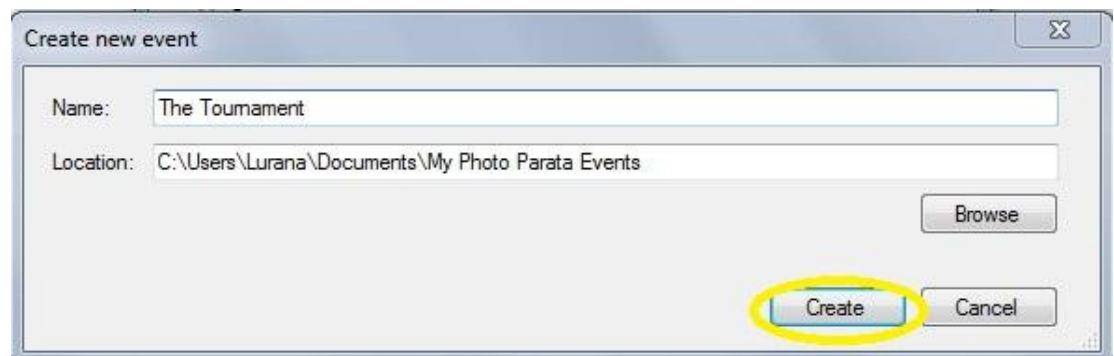 Create new event
Name: The Tournament
Location: C:\Users\Lurana\Documents\My Photo Parata Events
Browse
Create Cancel